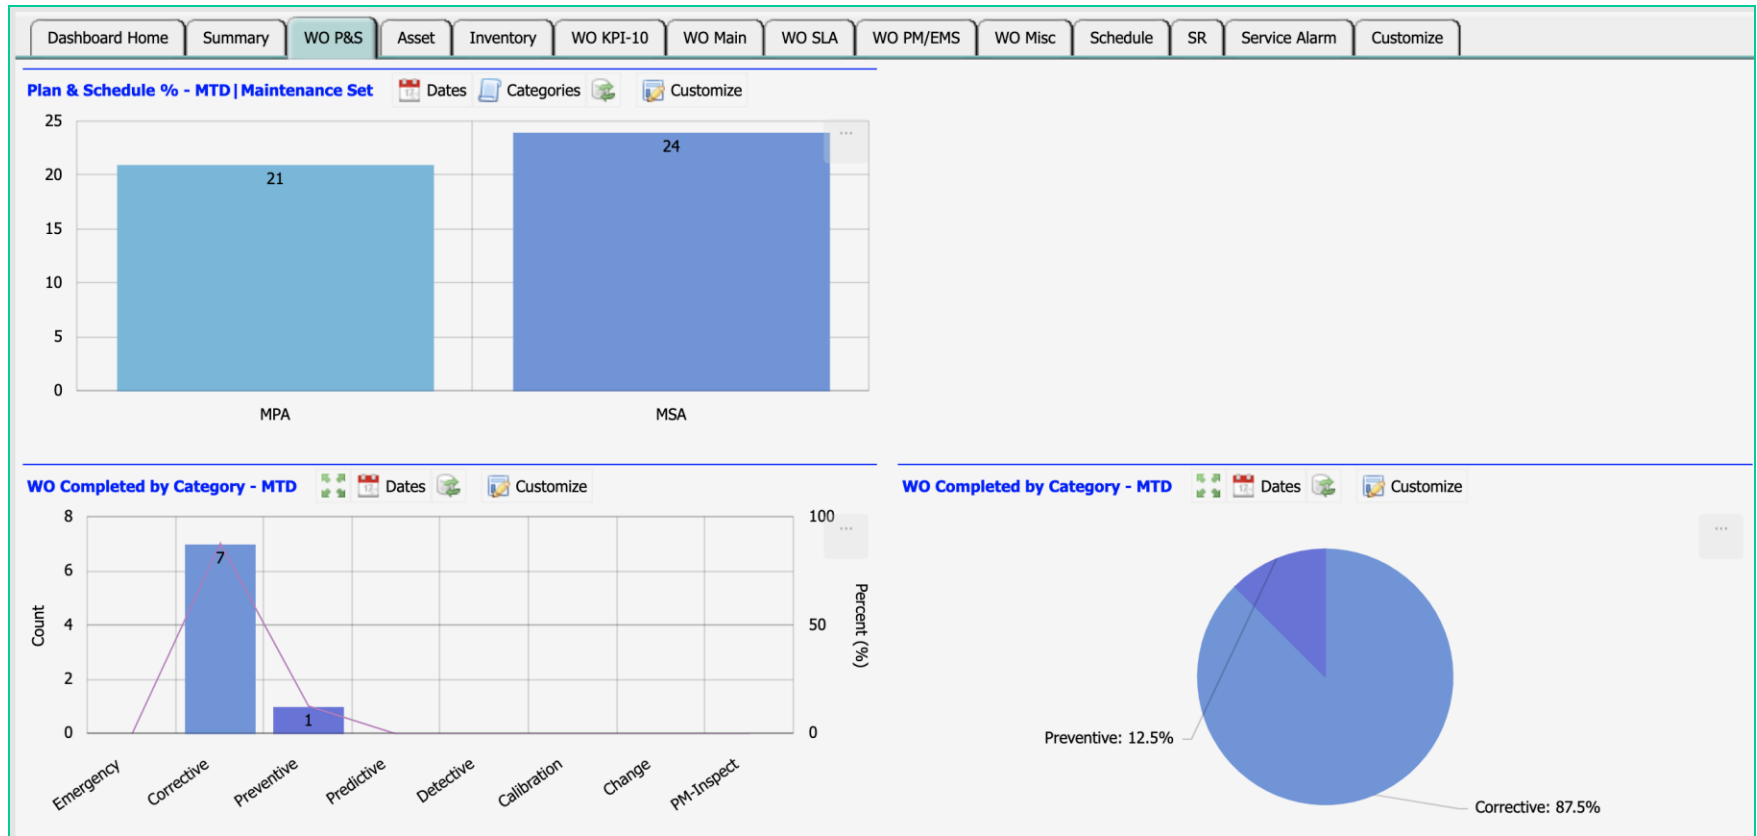 Dashboard Home Summary WO P&S Asset Inventory WO KPI-10 WO Main WO SLA WO PM/EMS WO Misc Schedule SR Service Alarm Customize
Plan & Schedule % - MTD|Maintenance Set Dates Categories Customize
25
20
15
10
5
0
21
24
...
MPA MSA
WO Completed by Category - MTD Dates Customize
8
6
4
2
0
Count
7
1
100
50
0
Percent (%)
...
Emergency Corrective Preventive Predictive Detective Calibration Change PM-Inspect
WO Completed by Category - MTD Dates Customize
...
Preventive: 12.5%
Corrective: 87.5%